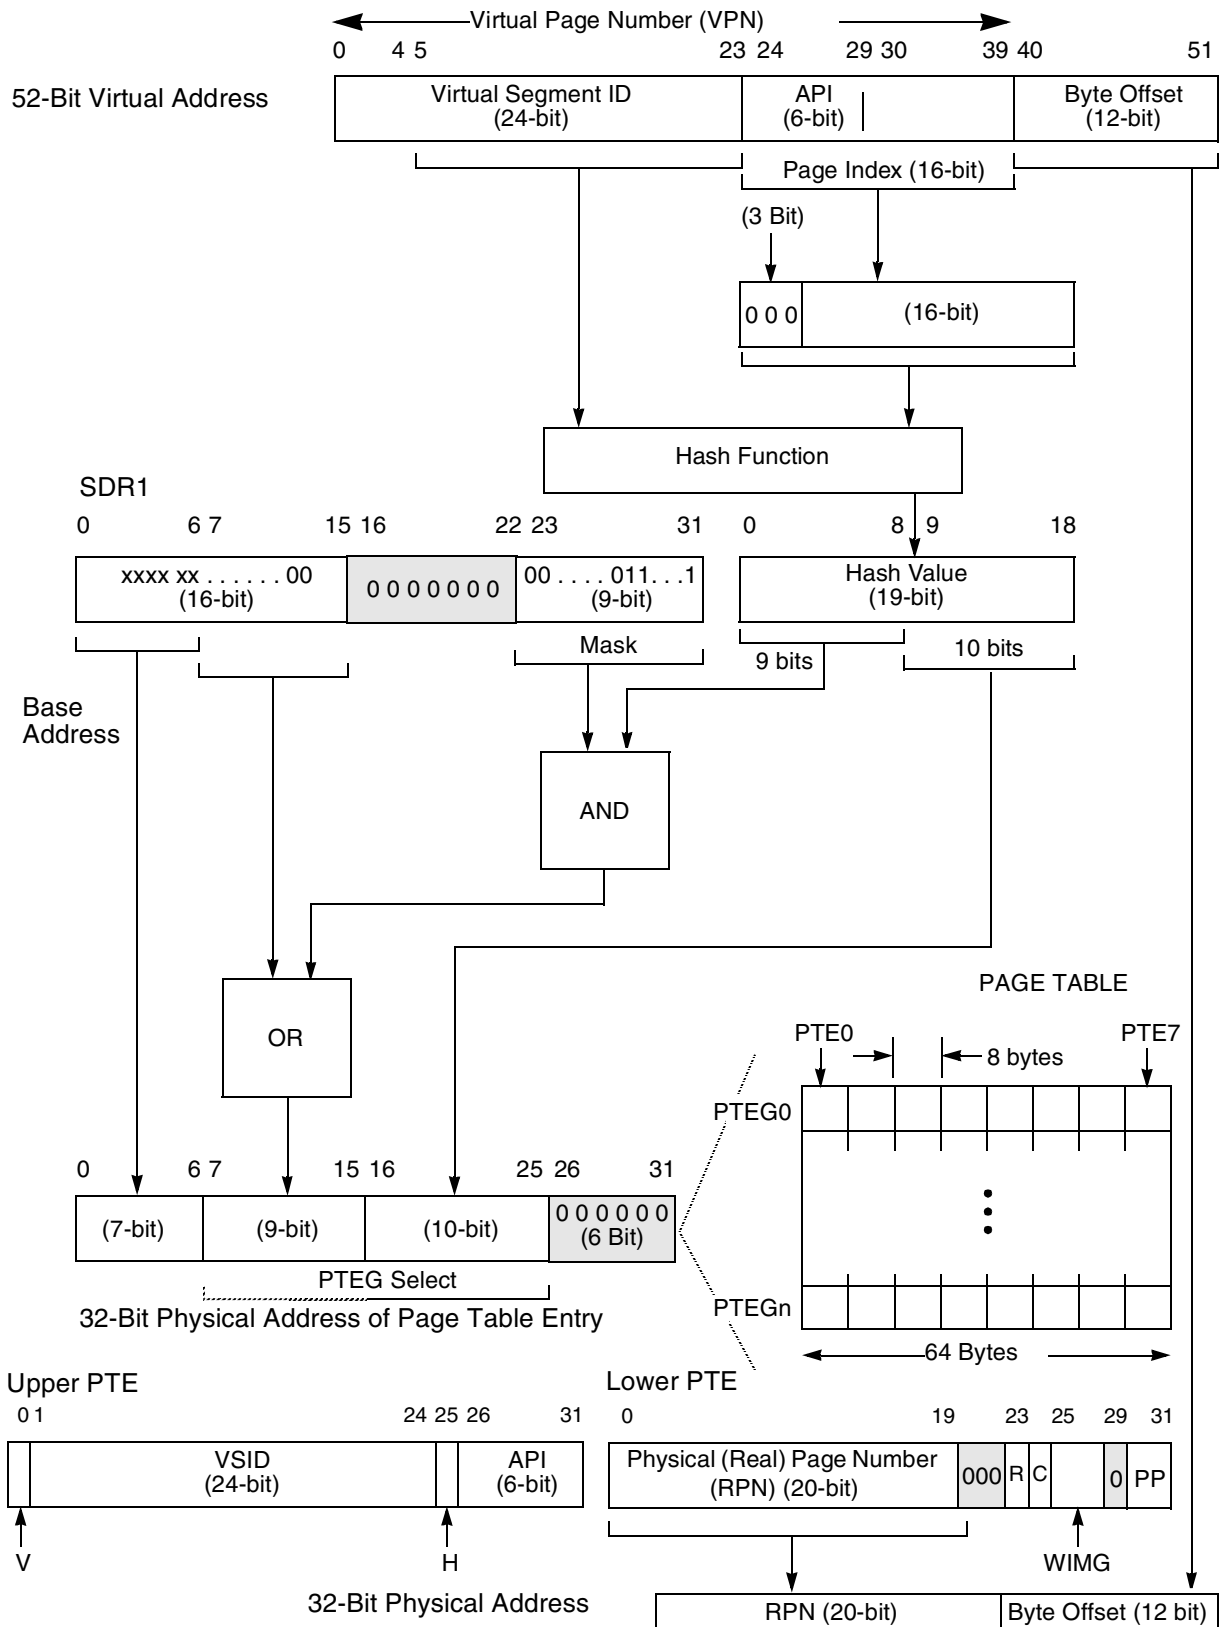 Virtual Page Number (VPN)
0 4 5 23 24 29 30 39 40 51
52-Bit Virtual Address
Virtual Segment ID
(24-bit)
API
(6-bit)
Byte Offset
(12-bit)
Page Index (16-bit)
(3 Bit)
0 0 0
(16-bit)
Hash Function
SDR1
0 6 7 15 16 22 23 31
0 8 9 18
xxxx xx . . . . . . 00
(16-bit)
0 0 0 0 0 0 0
00 . . . . 011. . .1
(9-bit)
Hash Value
(19-bit)
Mask
9 bits
10 bits
Base
Address
AND
OR
PAGE TABLE
PTE0
PTE7
8 bytes
PTEG0
0 6 7 15 16 25 26 31
(7-bit)
(9-bit)
(10-bit)
0 0 0 0 0 0
(6 Bit)
PTEG Select
32-Bit Physical Address of Page Table Entry
PTEGn
64 Bytes
Upper PTE
0 1 24 25 26 31
VSID
(24-bit)
API
(6-bit)
V
H
Lower PTE
0 19 23 25 29 31
Physical (Real) Page Number
(RPN) (20-bit)
000
R
C
0
PP
WIMG
32-Bit Physical Address
RPN (20-bit)
Byte Offset (12 bit)